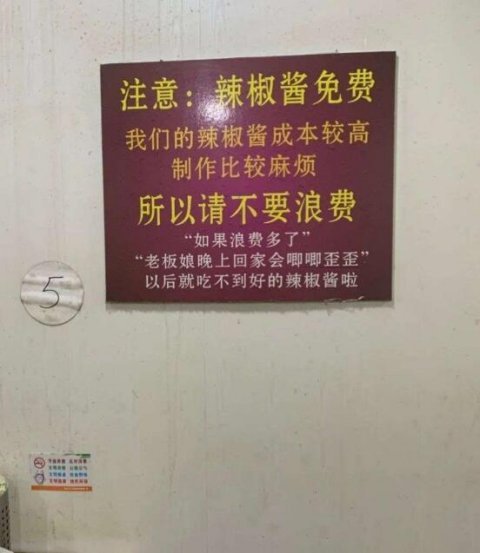 注意：辣椒酱免费
我们的辣椒酱成本较高
制作比较麻烦
所以请不要浪费
“如果浪费多了”
“老板娘晚上回家会唧唧歪歪”
以后就吃不到好的辣椒酱啦
5